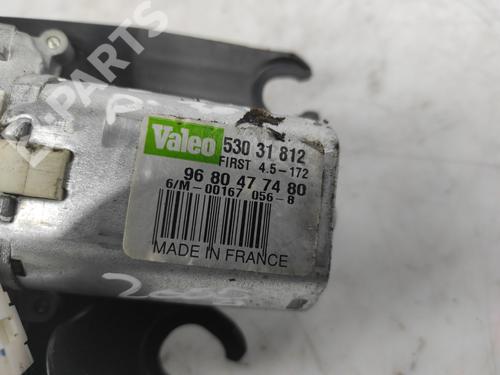 B-PARTS
Valeo 530 31 812
FIRST 4.5-172
96 80 47 74 80
6/M-00167 056-8
MADE IN FRANCE